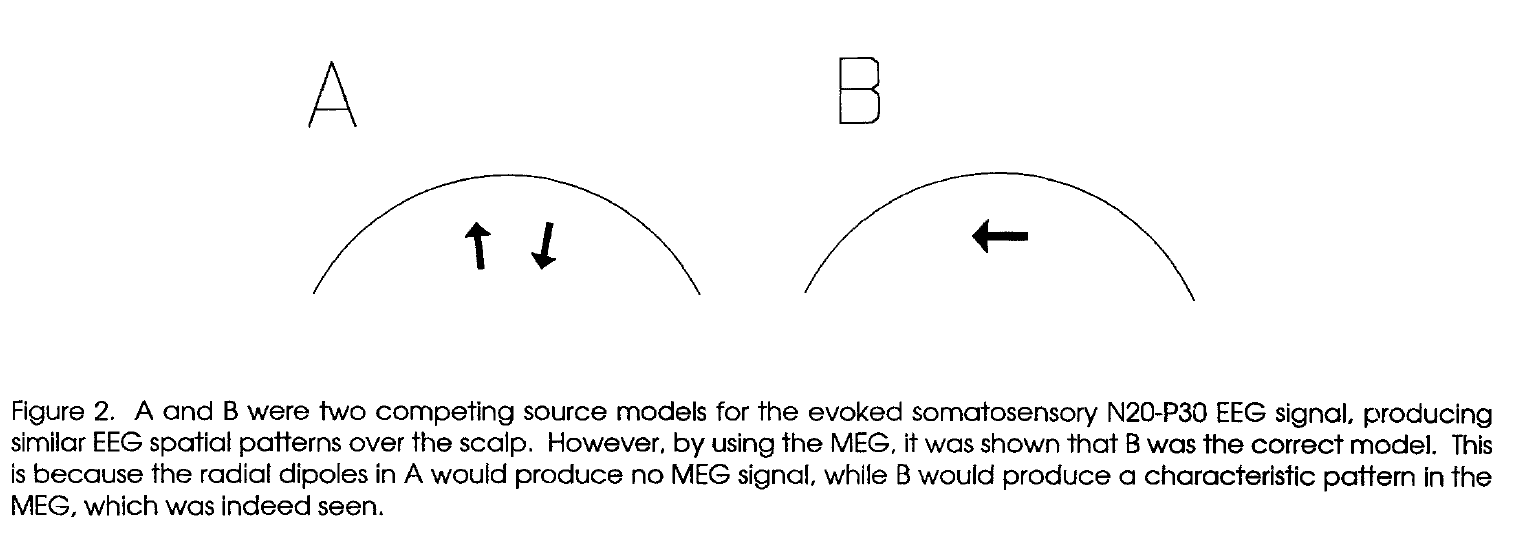 A B
Figure 2. A and B were two competing source models for the evoked somatosensory N20-P30 EEG signal, producing
similar EEG spatial patterns over the scalp. However, by using the MEG, it was shown that B was the correct model. This
is because the radial dipoles in A would produce no MEG signal, while B would produce a characteristic pattern in the
MEG, which was indeed seen.